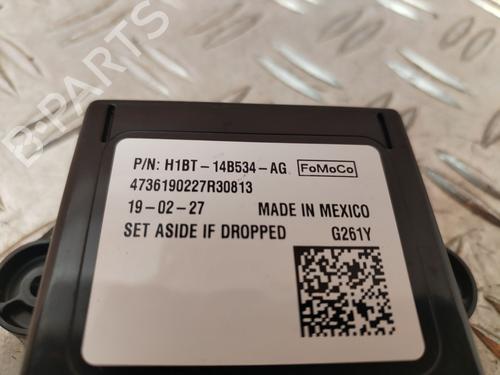 B-PARTS
P/N: H1BT-14B534-AG FoMoCo
4736190227R30813
19-02-27 MADE IN MEXICO
SET ASIDE IF DROPPED G261Y